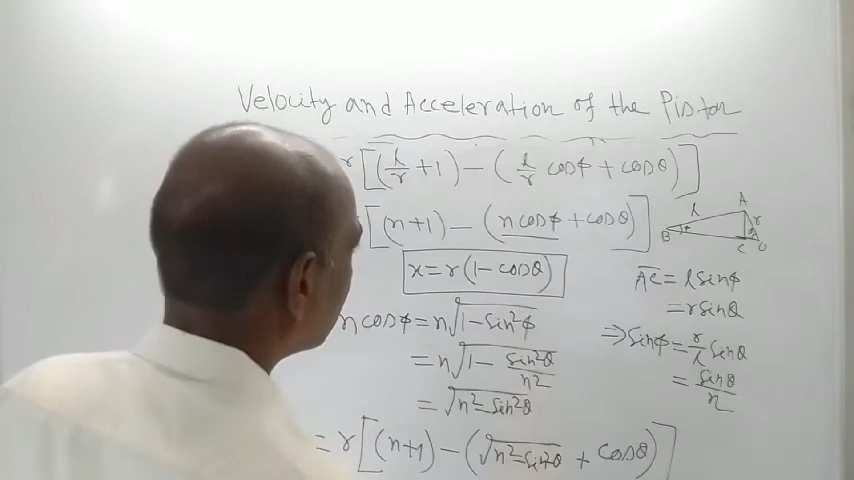 Velocity and Acceleration of the Piston
r[(l/r + 1) - (l/r cosφ + cosθ)]
[(n+1) - (n cosφ + cosθ)]
x = r(1 - cosθ)
n cosφ = n√1 - sin²φ
= n√1 - sin²θ/n²
= √n² - sin²θ
= r[(n+1) - (√n² - sin²θ + cosθ)]
A
l
r
B
C
AC = l sinφ
= r sinθ
⇒ sinφ = r/l sinθ
= sinθ/n